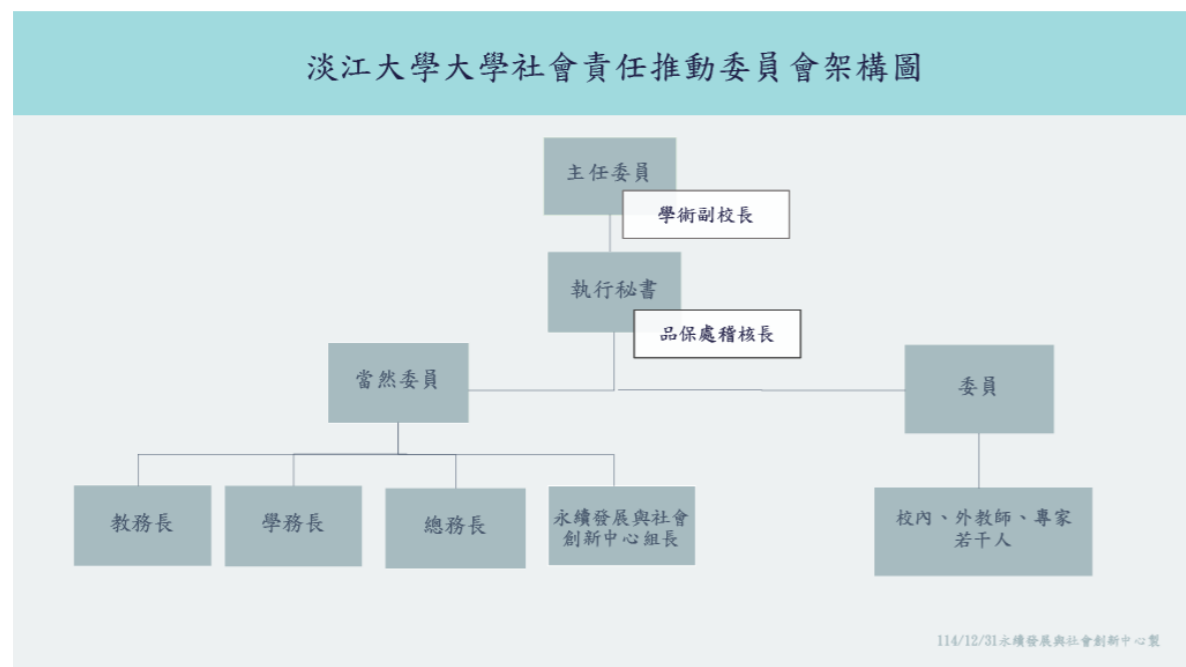 淡江大學大學社會責任推動委員會架構圖
主任委員
學術副校長
執行秘書
品保處稽核長
當然委員
委員
教務長
學務長
總務長
永續發展與社會
創新中心組長
校內、外教師、專家
若干人
114/12/31永續發展與社會創新中心製